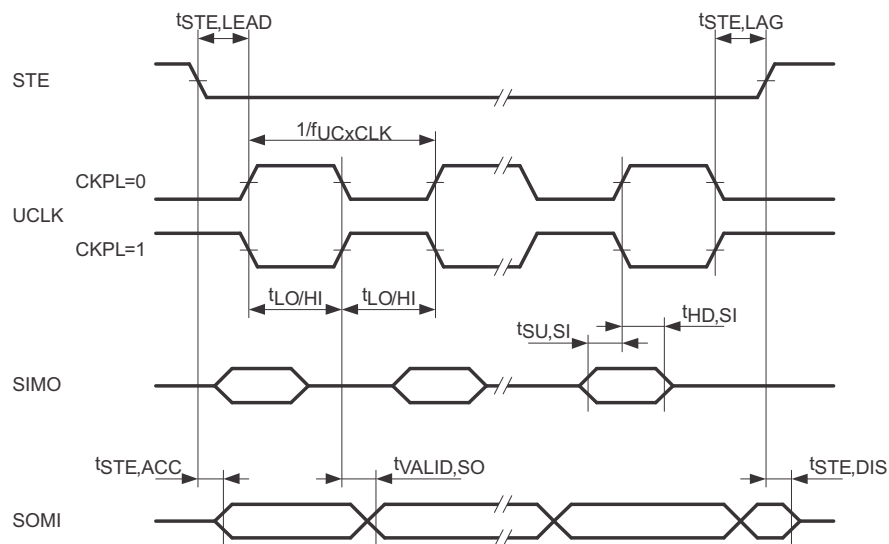 tSTE,LEAD
tSTE,LAG
STE
1/fUCxCLK
CKPL=0
UCLK
CKPL=1
tLO/HI
tLO/HI
tSU,SI
tHD,SI
SIMO
tSTE,ACC
tVALID,SO
tSTE,DIS
SOMI